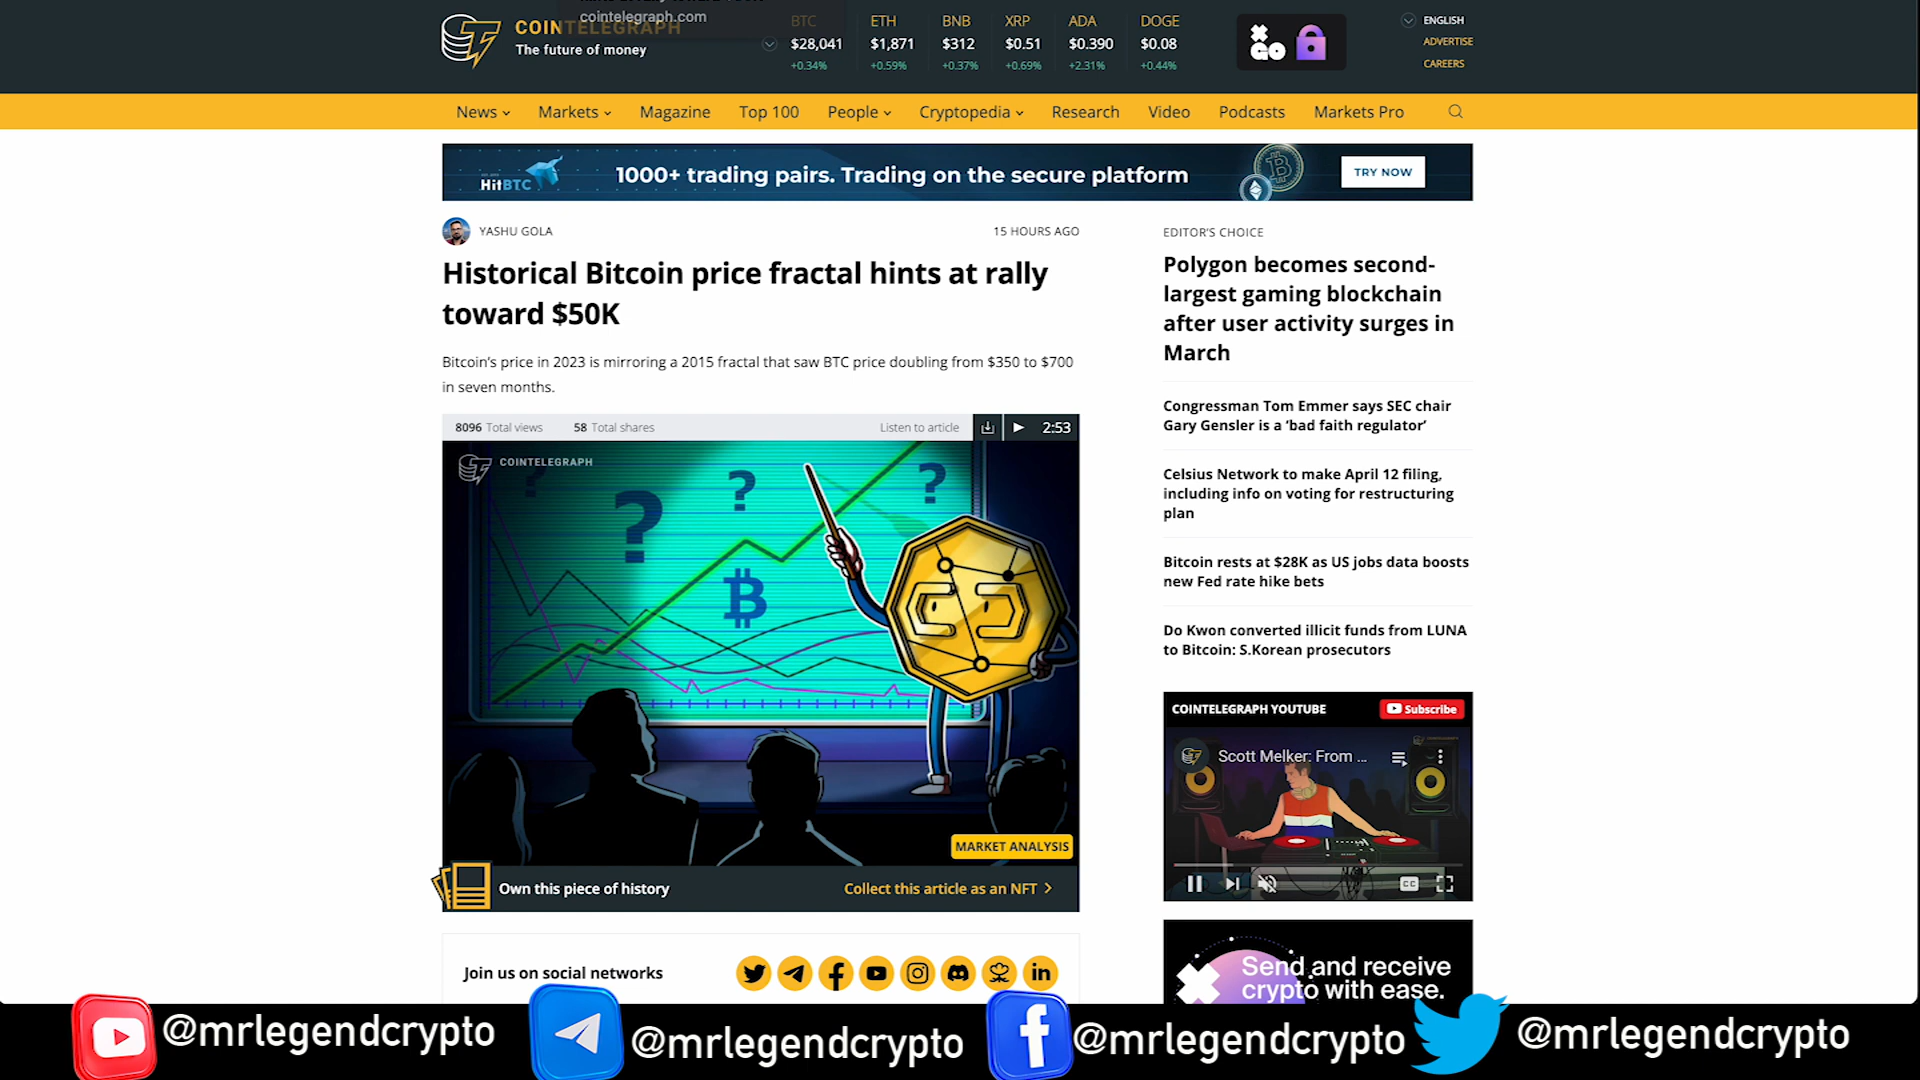 cointelegraph.com
COINTELEGRAPH
The future of money
BTC
$28,041
+0.34%
ETH
$1,871
+0.59%
BNB
$312
+0.37%
XRP
$0.51
+0.69%
ADA
$0.390
+2.31%
DOGE
$0.08
+0.44%
ENGLISH
ADVERTISE
CAREERS
News
Markets
Magazine
Top 100
People
Cryptopedia
Research
Video
Podcasts
Markets Pro
HitBTC
1000+ trading pairs. Trading on the secure platform
TRY NOW
YASHU GOLA
15 HOURS AGO
Historical Bitcoin price fractal hints at rally
toward $50K
Bitcoin's price in 2023 is mirroring a 2015 fractal that saw BTC price doubling from $350 to $700
in seven months.
8096 Total views
58 Total shares
Listen to article
2:53
COINTELEGRAPH
? ? ? ?
MARKET ANALYSIS
Own this piece of history
Collect this article as an NFT
Join us on social networks
EDITOR'S CHOICE
Polygon becomes second-
largest gaming blockchain
after user activity surges in
March
Congressman Tom Emmer says SEC chair
Gary Gensler is a 'bad faith regulator'
Celsius Network to make April 12 filing,
including info on voting for restructuring
plan
Bitcoin rests at $28K as US jobs data boosts
new Fed rate hike bets
Do Kwon converted illicit funds from LUNA
to Bitcoin: S.Korean prosecutors
COINTELEGRAPH YOUTUBE
Subscribe
Scott Melker: From ...
CC
Send and receive
crypto with ease.
@mrlegendcrypto
@mrlegendcrypto
@mrlegendcrypto
@mrlegendcrypto